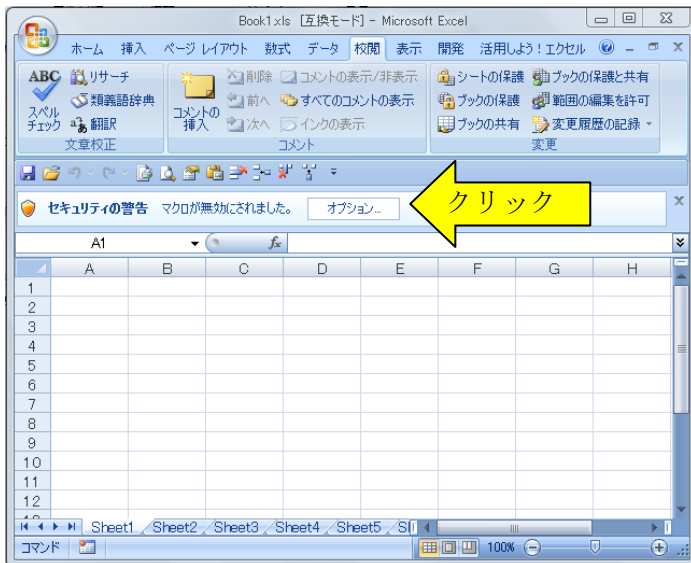 Book1.xls [互換モード] - Microsoft Excel
ホーム 挿入 ページ レイアウト 数式 データ 校閲 表示 開発 活用しよう！エクセル
ABC スペル チェック
リサーチ
類義語辞典
翻訳
文章校正
コメントの 挿入
削除 コメントの表示/非表示
前へ すべてのコメントの表示
次へ インクの表示
コメント
シートの保護 ブックの保護と共有
ブックの保護 範囲の編集を許可
ブックの共有 変更履歴の記録
変更
セキュリティの警告 マクロが無効にされました。 オプション...
クリック
A1 fx
A B C D E F G H
1
2
3
4
5
6
7
8
9
10
11
12
Sheet1 Sheet2 Sheet3 Sheet4 Sheet5
コマンド 100%